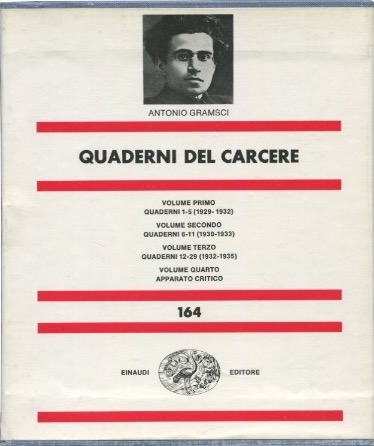 ANTONIO GRAMSCI
QUADERNI DEL CARCERE
VOLUME PRIMO
QUADERNI 1-5 (1929-1932)
VOLUME SECONDO
QUADERNI 6-11 (1930-1933)
VOLUME TERZO
QUADERNI 12-29 (1932-1935)
VOLUME QUARTO
APPARATO CRITICO
164
EINAUDI EDITORE